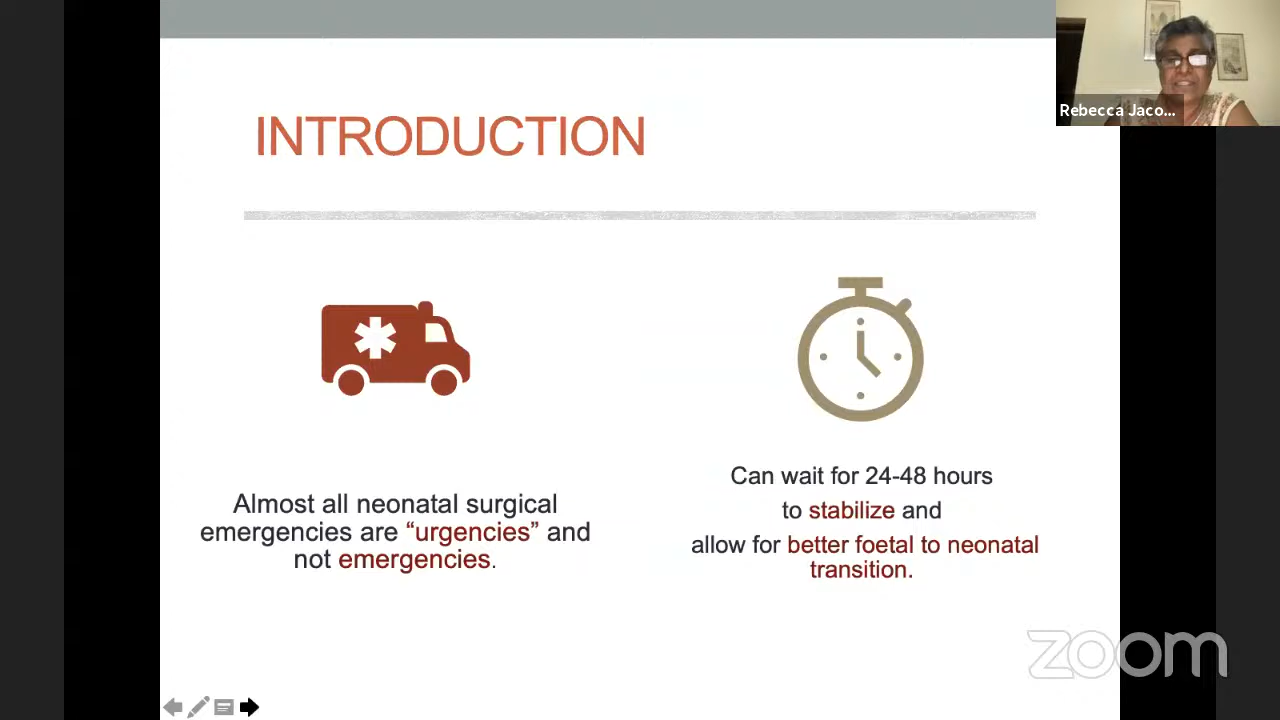 Rebecca Jaco...
INTRODUCTION
Almost all neonatal surgical
emergencies are “urgencies” and
not emergencies.
Can wait for 24-48 hours
to stabilize and
allow for better foetal to neonatal
transition.
zoom